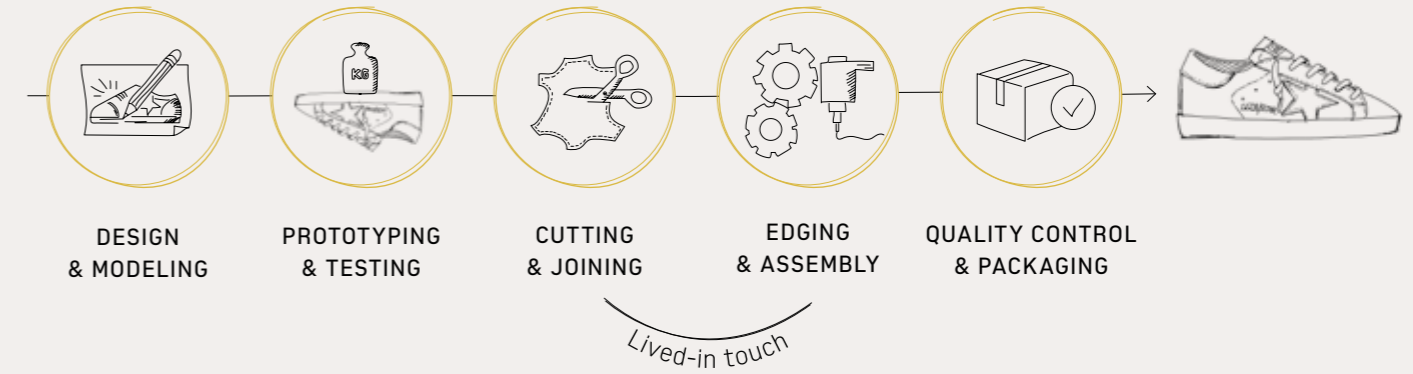 KG
DESIGN
& MODELING
PROTOTYPING
& TESTING
CUTTING
& JOINING
EDGING
& ASSEMBLY
QUALITY CONTROL
& PACKAGING
Lived-in touch